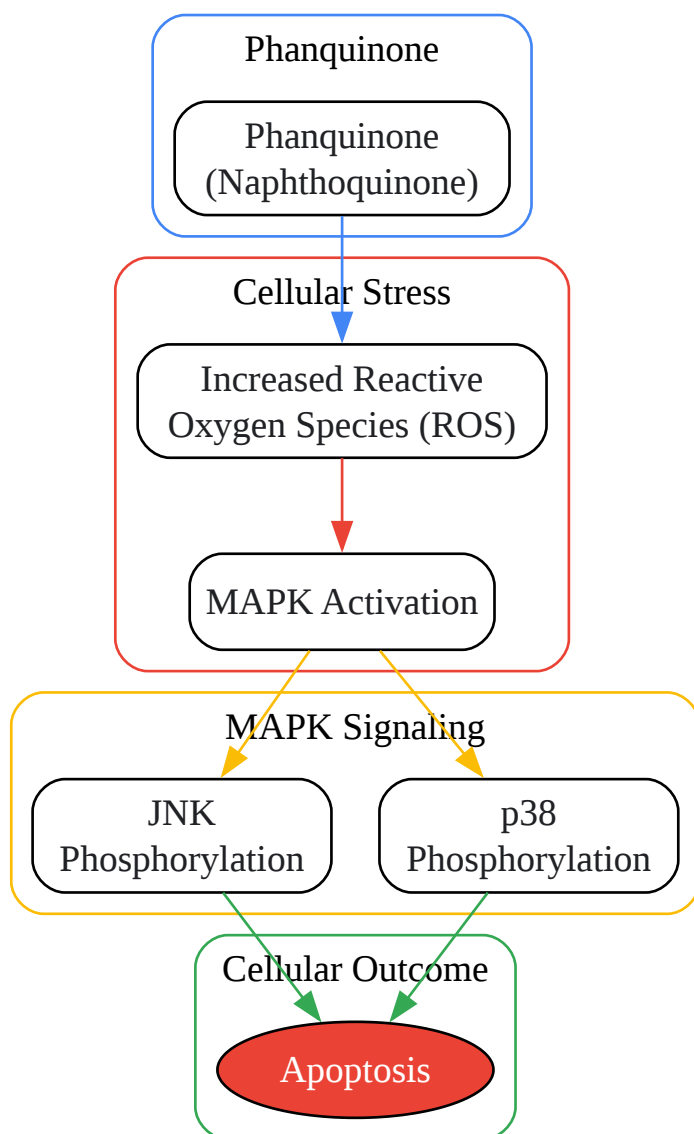 Phanquinone
Phanquinone
(Naphthoquinone)
Cellular Stress
Increased Reactive
Oxygen Species (ROS)
MAPK Activation
MAPK Signaling
JNK
Phosphorylation
p38
Phosphorylation
Cellular Outcome
Apoptosis